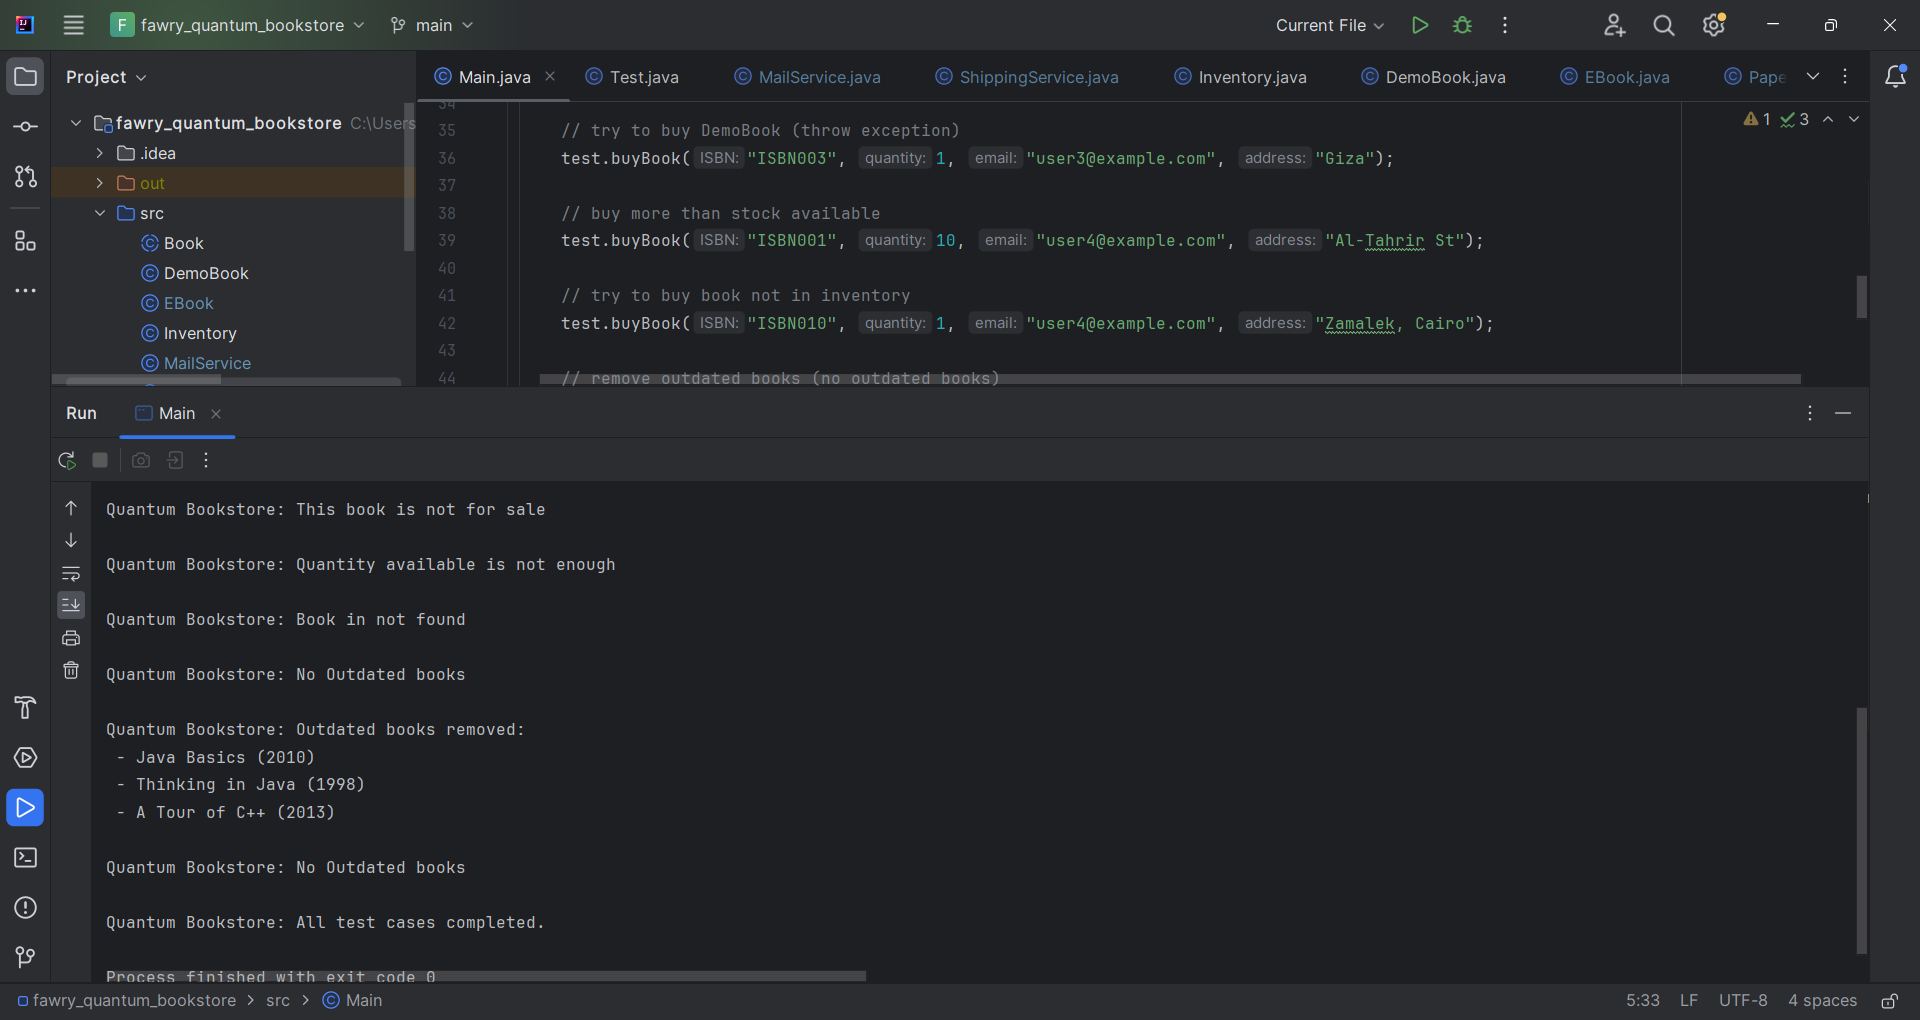 F fawry_quantum_bookstore main Current File
Project
Main.java Test.java MailService.java ShippingService.java Inventory.java DemoBook.java EBook.java Pape
fawry_quantum_bookstore C:\Users
.idea
out
src
Book
DemoBook
EBook
Inventory
MailService
34
35 // try to buy DemoBook (throw exception)
36 test.buyBook( ISBN: "ISBN003", quantity: 1, email: "user3@example.com", address: "Giza");
37
38 // buy more than stock available
39 test.buyBook( ISBN: "ISBN001", quantity: 10, email: "user4@example.com", address: "Al-Tahrir St");
40
41 // try to buy book not in inventory
42 test.buyBook( ISBN: "ISBN010", quantity: 1, email: "user4@example.com", address: "Zamalek, Cairo");
43
44 // remove outdated books (no outdated books)
1 3
Run Main
Quantum Bookstore: This book is not for sale
Quantum Bookstore: Quantity available is not enough
Quantum Bookstore: Book in not found
Quantum Bookstore: No Outdated books
Quantum Bookstore: Outdated books removed:
- Java Basics (2010)
- Thinking in Java (1998)
- A Tour of C++ (2013)
Quantum Bookstore: No Outdated books
Quantum Bookstore: All test cases completed.
Process finished with exit code 0
fawry_quantum_bookstore > src > Main 5:33 LF UTF-8 4 spaces